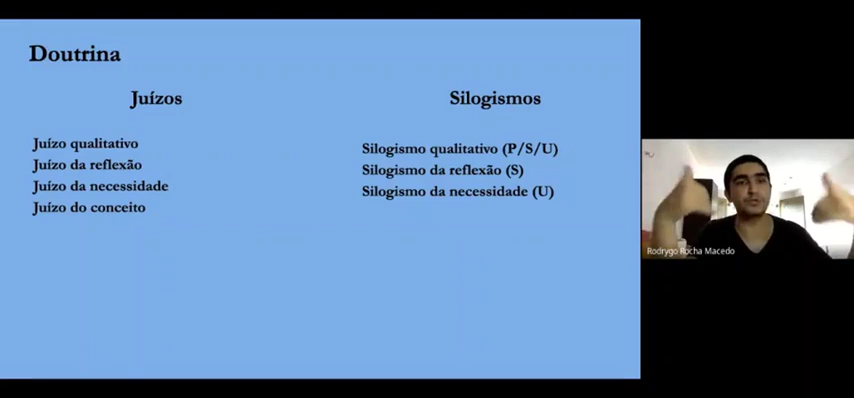 Doutrina
Juízos
Juízo qualitativo
Juízo da reflexão
Juízo da necessidade
Juízo do conceito
Silogismos
Silogismo qualitativo (P/S/U)
Silogismo da reflexão (S)
Silogismo da necessidade (U)
Rodrygo Rocha Macedo